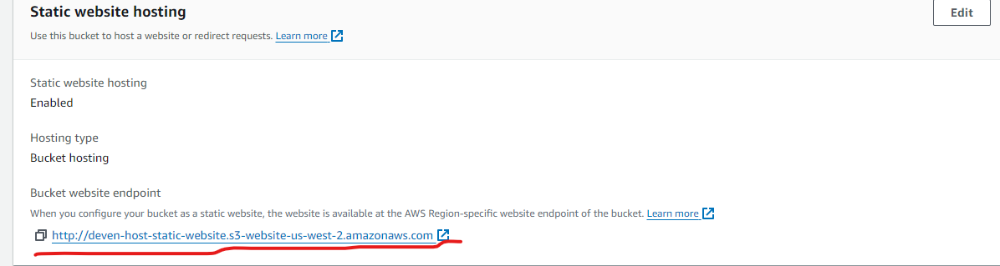 Static website hosting
Edit
Use this bucket to host a website or redirect requests. Learn more
Static website hosting
Enabled
Hosting type
Bucket hosting
Bucket website endpoint
When you configure your bucket as a static website, the website is available at the AWS Region-specific website endpoint of the bucket. Learn more
http://deven-host-static-website.s3-website-us-west-2.amazonaws.com